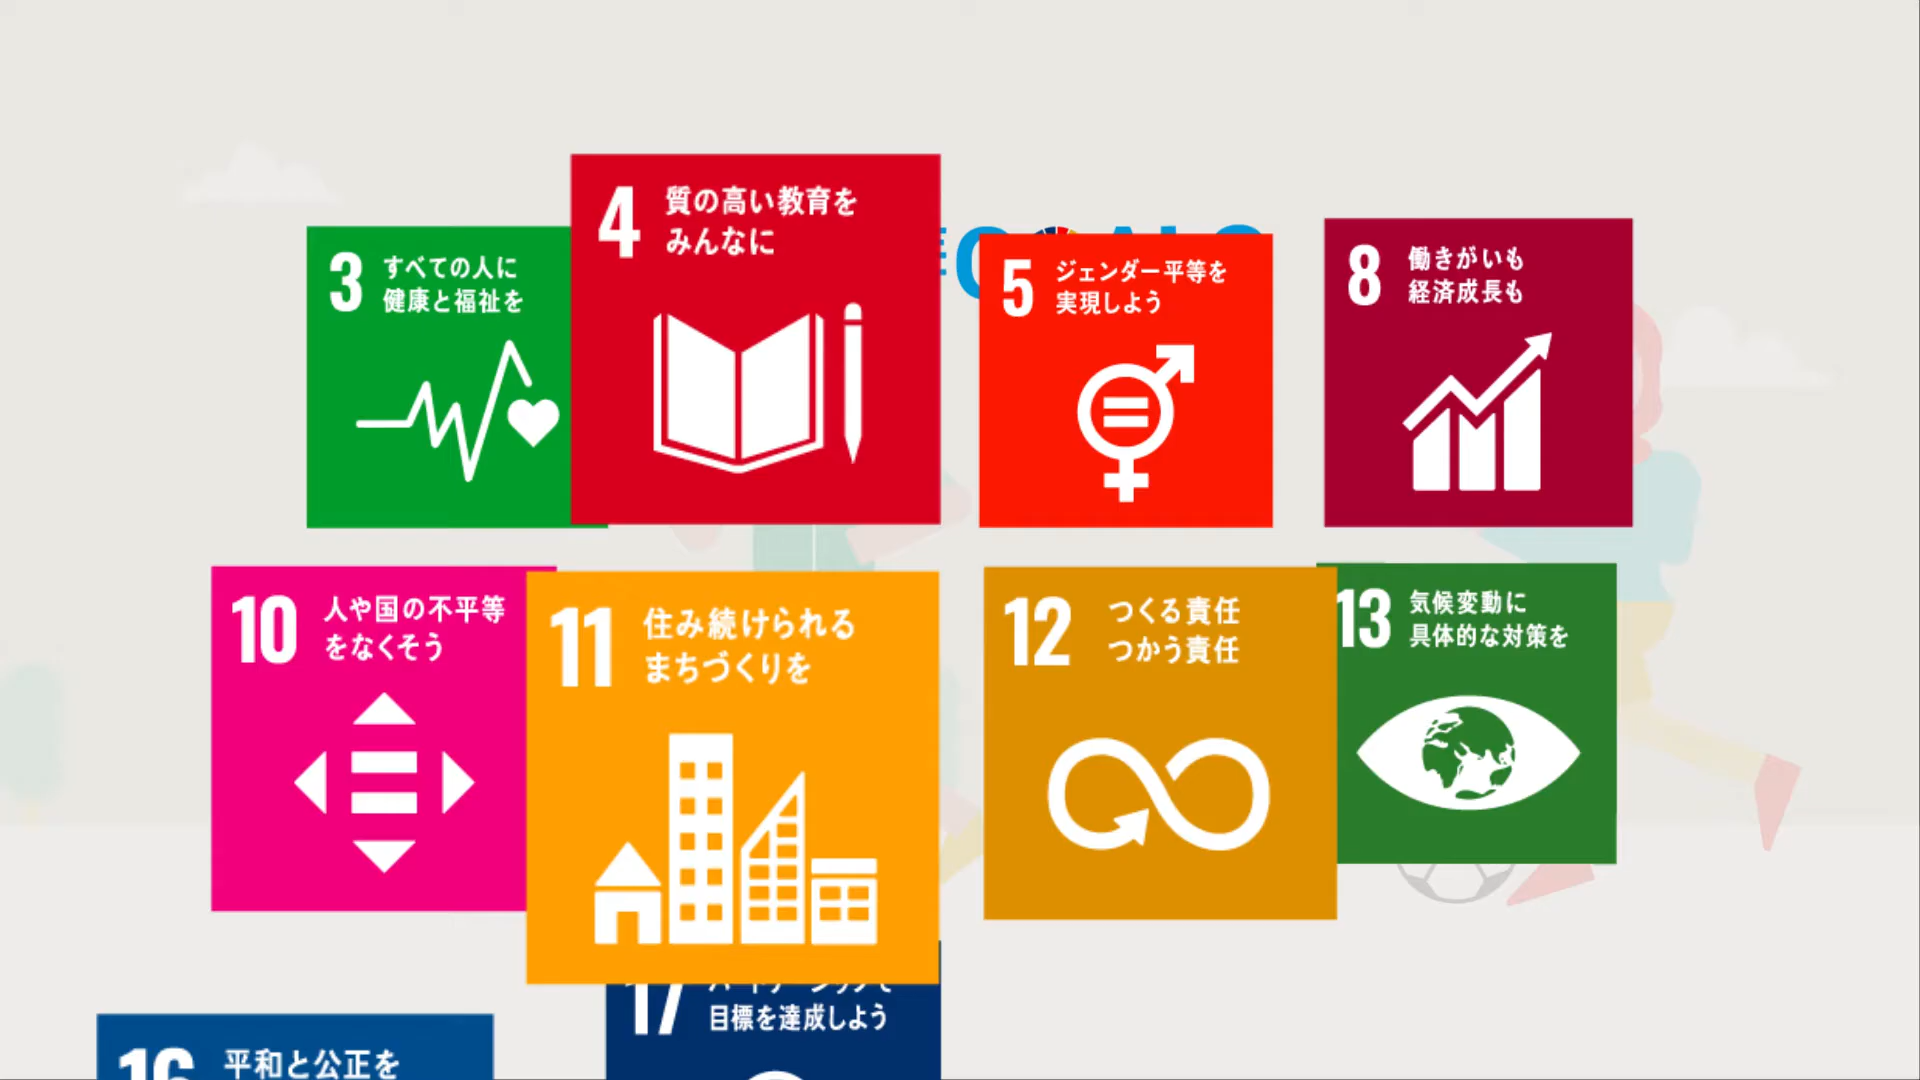 3
すべての人に
健康と福祉を
4
質の高い教育を
みんなに
5
ジェンダー平等を
実現しよう
8
働きがいも
経済成長も
10
人や国の不平等
をなくそう
11
住み続けられる
まちづくりを
12
つくる責任
つかう責任
13
気候変動に
具体的な対策を
16
平和と公正を
17
目標を達成しよう